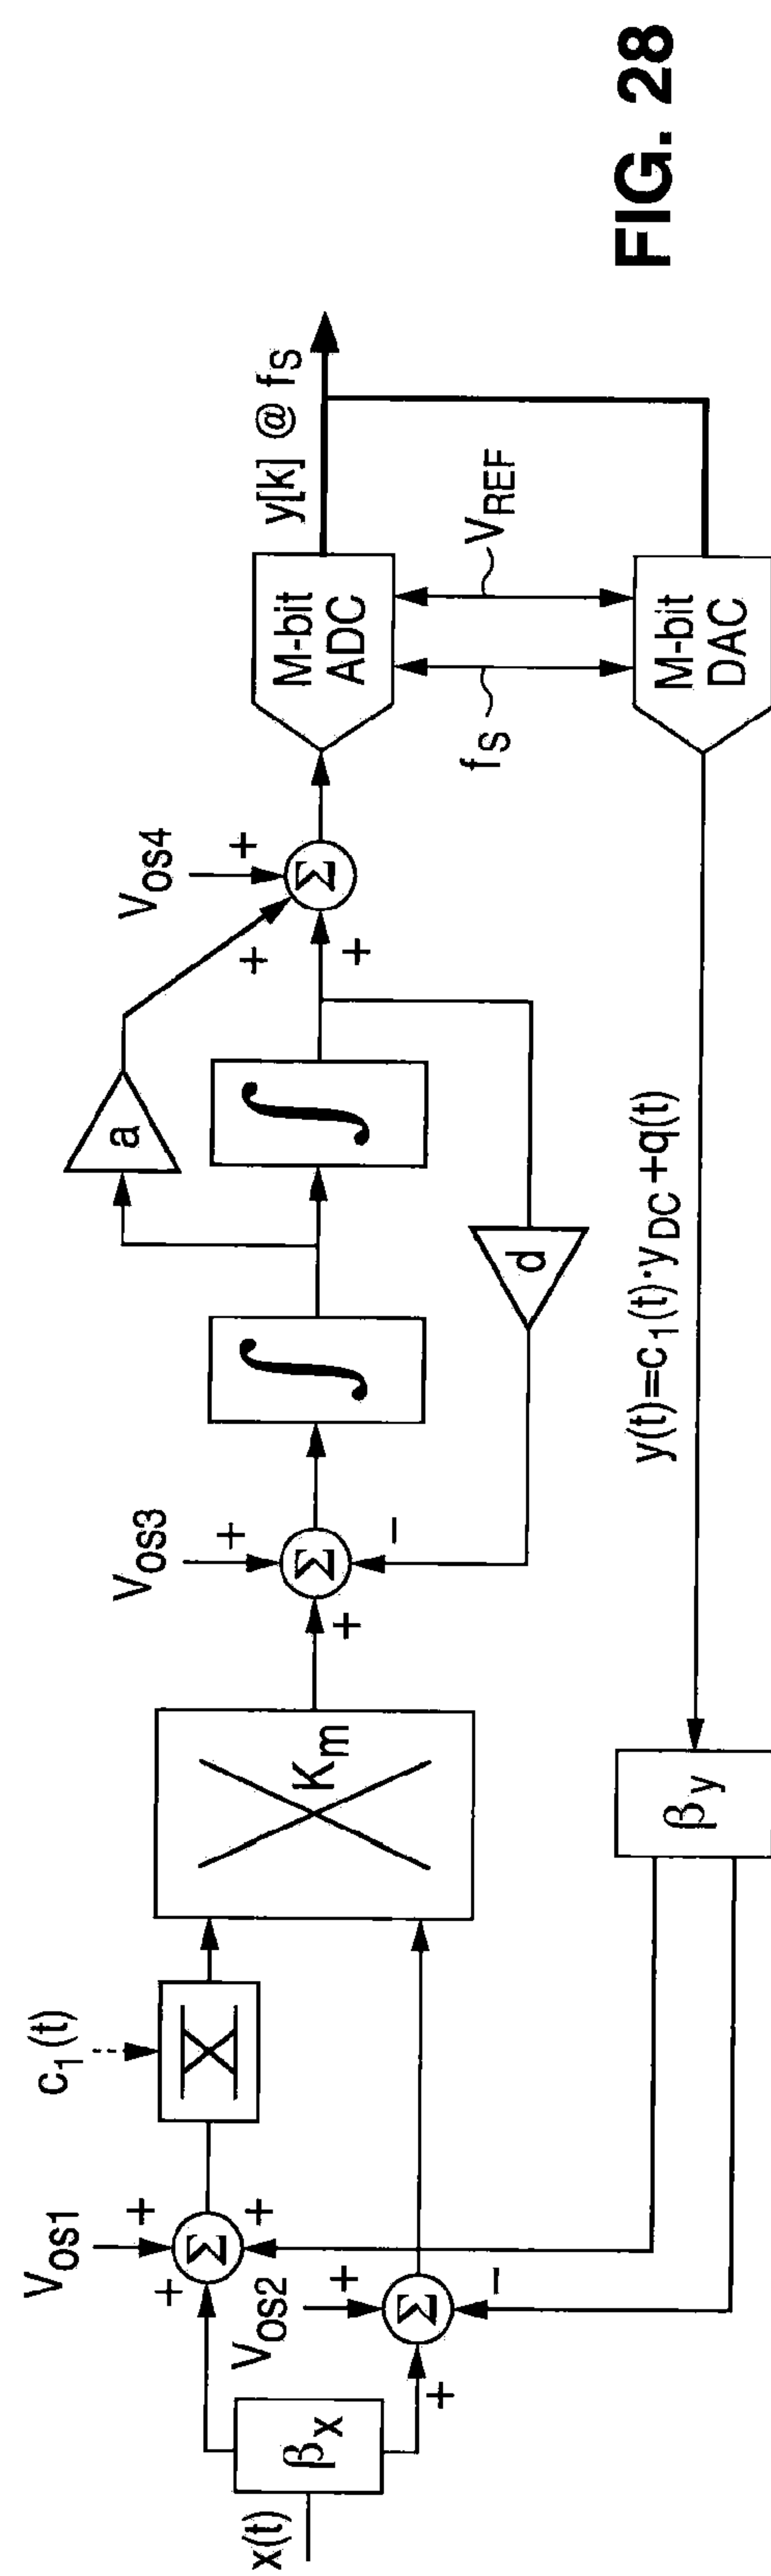 x(t)
βx
VOS1
+
+
+
Σ
c1(t)
VOS2
+
+
-
Σ
Km
VOS3
+
+
-
Σ
∫
a
∫
d
VOS4
+
+
+
Σ
M-bit
ADC
y[k] @ fS
fS
VREF
M-bit
DAC
y(t)=c1(t)·yDC+q(t)
βy
FIG. 28